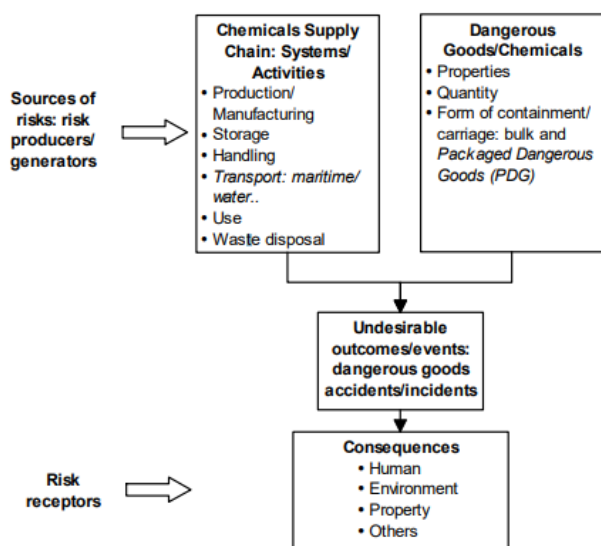 Sources of
risks: risk
producers/
generators
Chemicals Supply
Chain: Systems/
Activities
• Production/
Manufacturing
• Storage
• Handling
• Transport: maritime/
water..
• Use
• Waste disposal
Dangerous
Goods/Chemicals
• Properties
• Quantity
• Form of containment/
carriage: bulk and
Packaged Dangerous
Goods (PDG)
Undesirable
outcomes/events:
dangerous goods
accidents/incidents
Risk
receptors
Consequences
• Human
• Environment
• Property
• Others